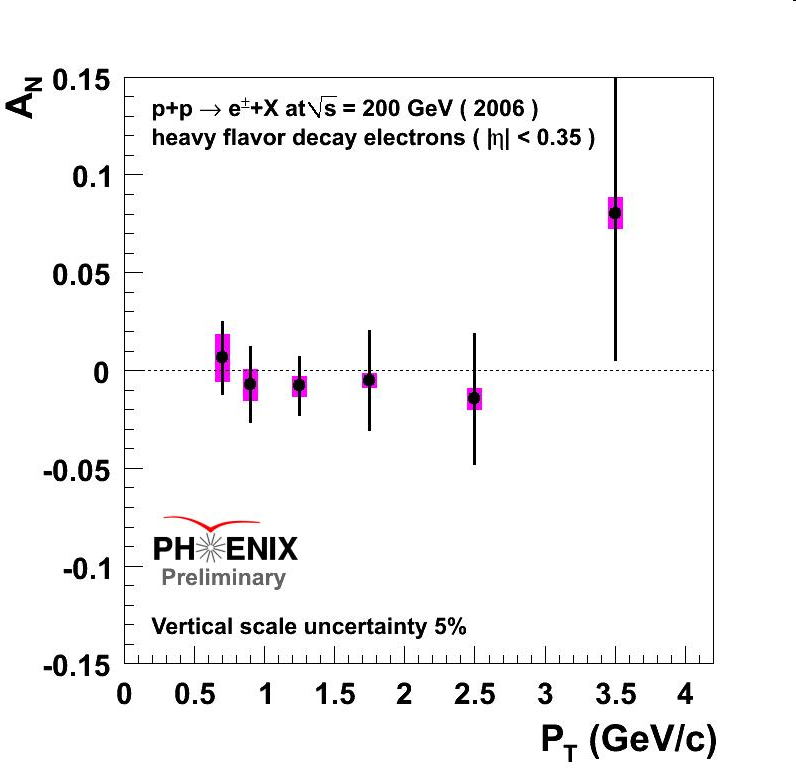 A_N
0.15
0.1
0.05
0
-0.05
-0.1
-0.15
p+p → e±+X at √s = 200 GeV ( 2006 )
heavy flavor decay electrons ( |η| < 0.35 )
PHENIX
Preliminary
Vertical scale uncertainty 5%
0 0.5 1 1.5 2 2.5 3 3.5 4
P_T (GeV/c)